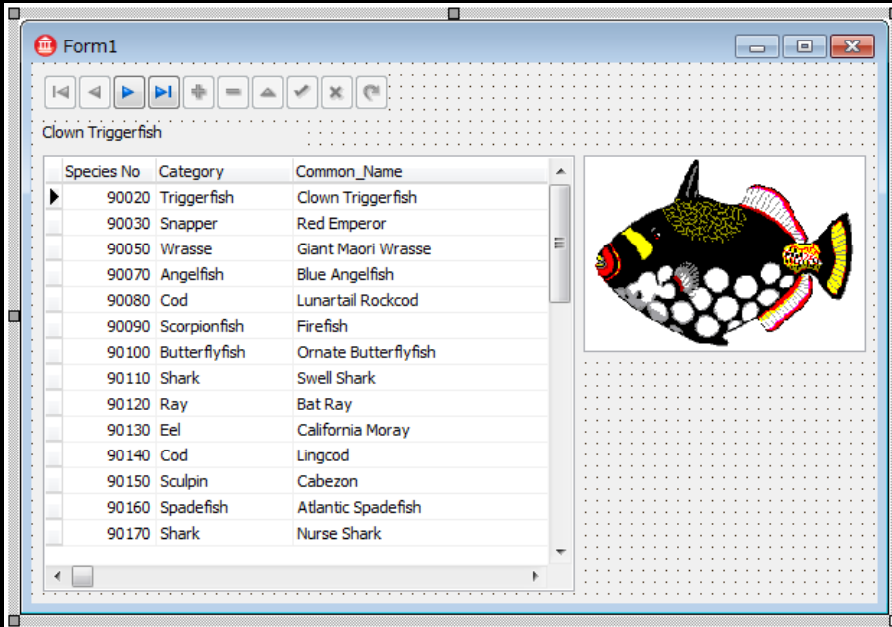 Form1
Clown Triggerfish
Species No Category Common_Name
90020 Triggerfish Clown Triggerfish
90030 Snapper Red Emperor
90050 Wrasse Giant Maori Wrasse
90070 Angelfish Blue Angelfish
90080 Cod Lunartail Rockcod
90090 Scorpionfish Firefish
90100 Butterflyfish Ornate Butterflyfish
90110 Shark Swell Shark
90120 Ray Bat Ray
90130 Eel California Moray
90140 Cod Lingcod
90150 Sculpin Cabezon
90160 Spadefish Atlantic Spadefish
90170 Shark Nurse Shark